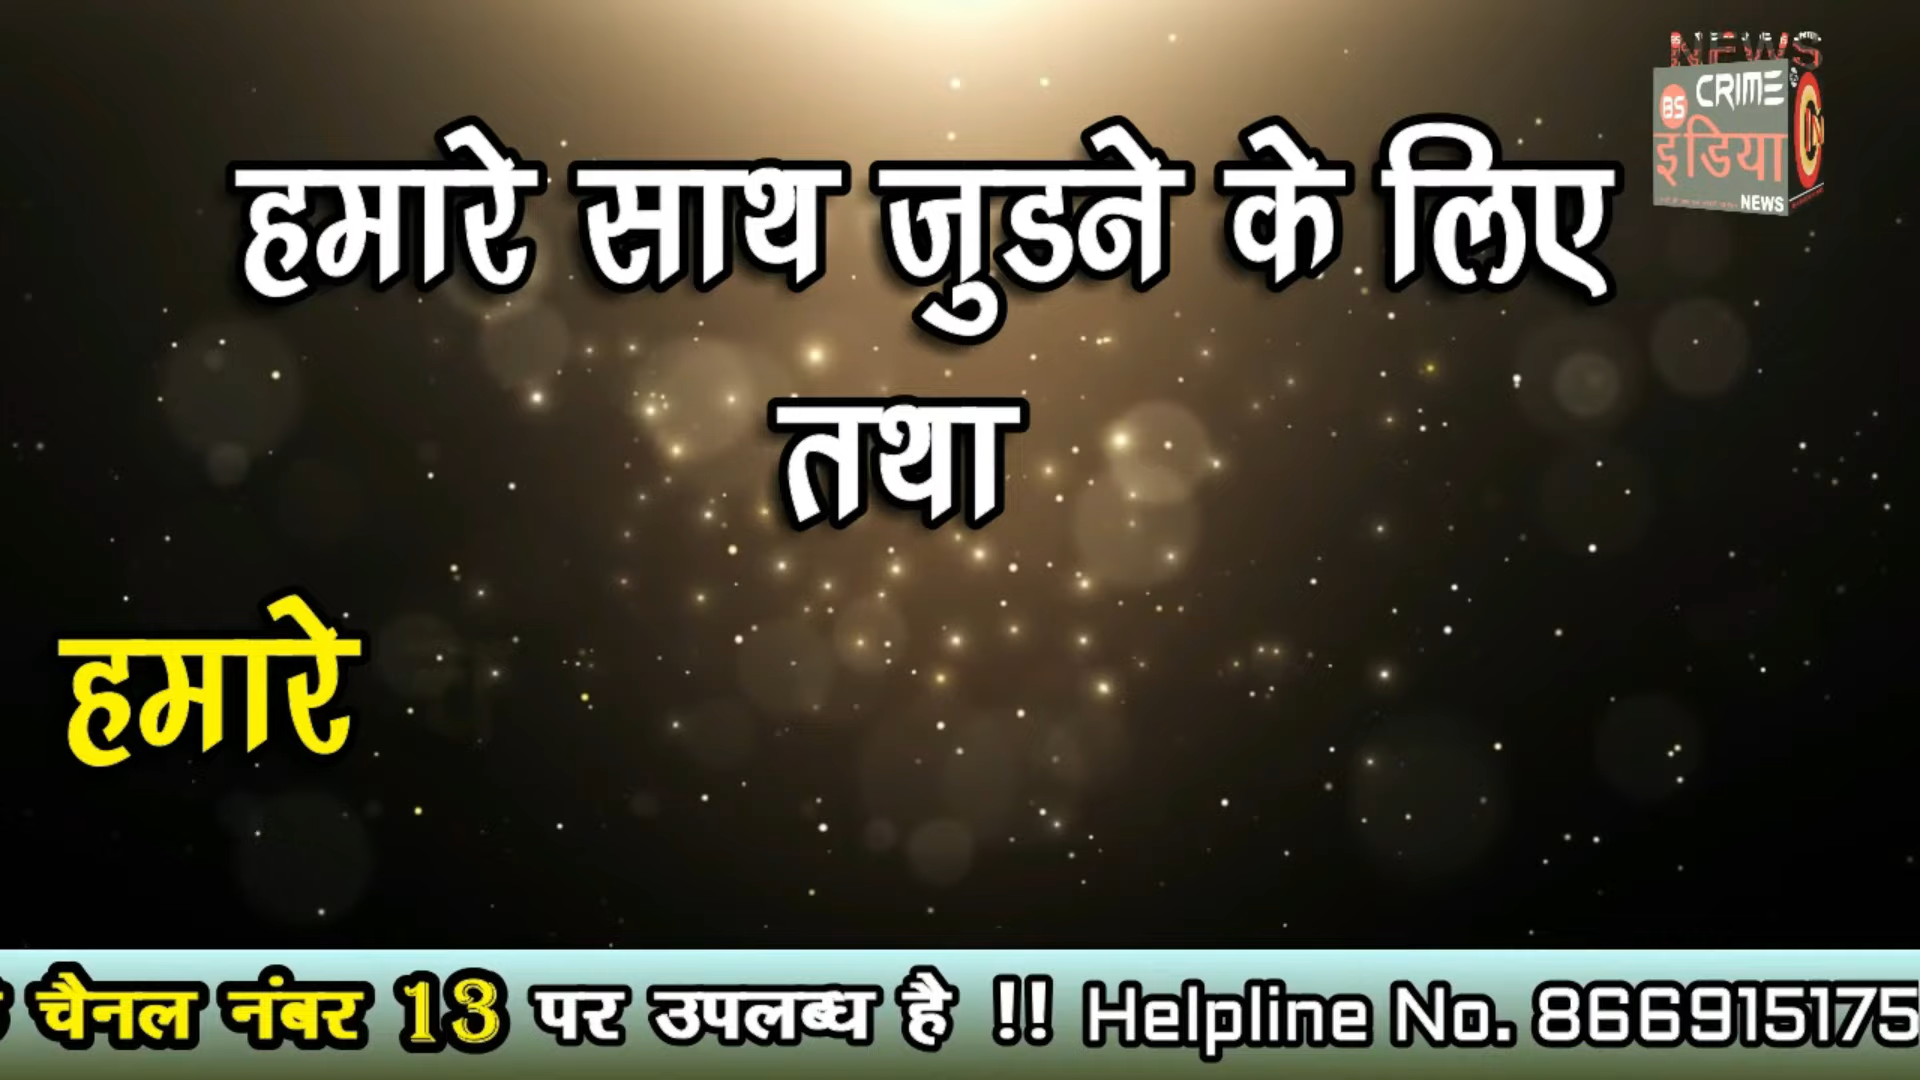 NEWS
BS CRIME
इंडिया
NEWS
हमारे साथ जुडने के लिए
तथा
हमारे
चैनल नंबर 13 पर उपलब्ध है !! Helpline No. 866915175